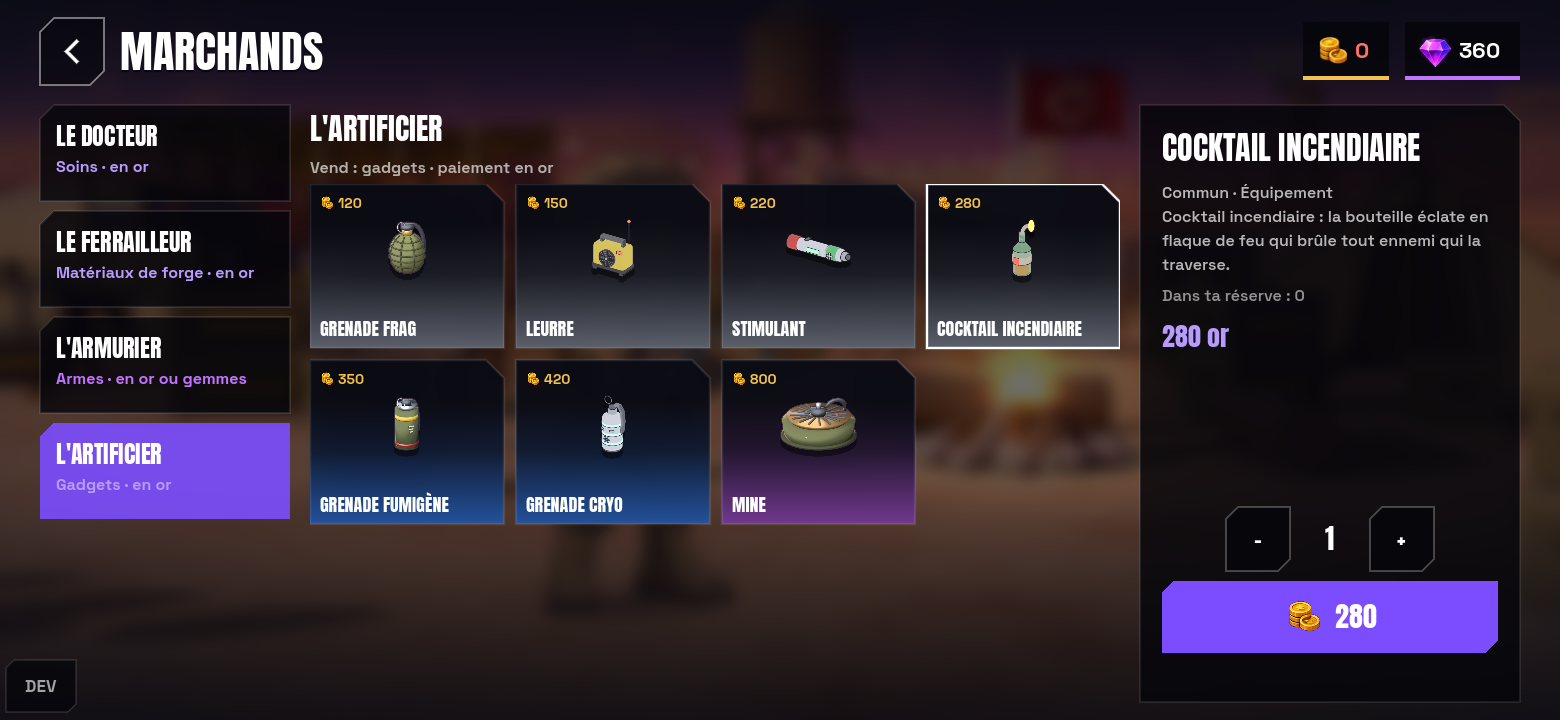 MARCHANDS
0
360
LE DOCTEUR
Soins · en or
LE FERRAILLEUR
Matériaux de forge · en or
L'ARMURIER
Armes · en or ou gemmes
L'ARTIFICIER
Gadgets · en or
L'ARTIFICIER
Vend : gadgets · paiement en or
120
GRENADE FRAG
150
LEURRE
220
STIMULANT
280
COCKTAIL INCENDIAIRE
350
GRENADE FUMIGÈNE
420
GRENADE CRYO
800
MINE
COCKTAIL INCENDIAIRE
Commun · Équipement
Cocktail incendiaire : la bouteille éclate en
flaque de feu qui brûle tout ennemi qui la
traverse.
Dans ta réserve : 0
280 or
- 1 +
280
DEV